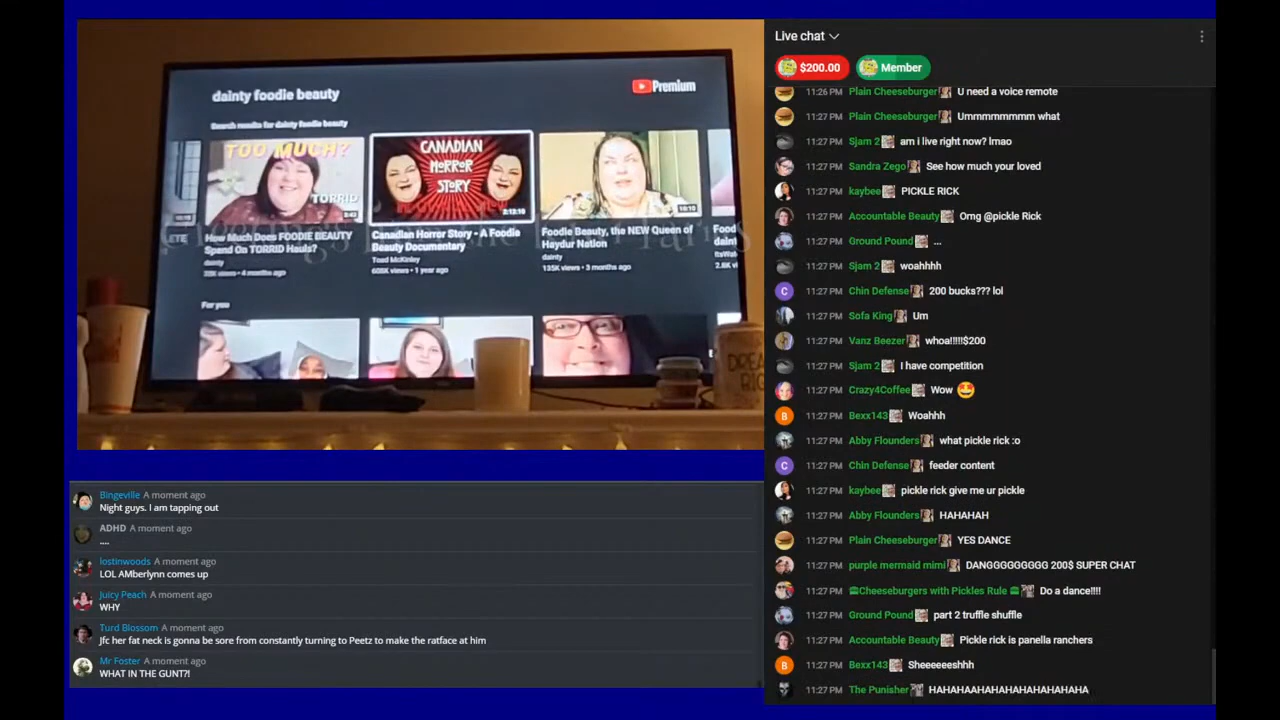 dainty foodie beauty
Premium
Search results for dainty foodie beauty
TOO MUCH?
TORRID
8:43
How Much Does FOODIE BEAUTY
Spend On TORRID Hauls?
dainty
4 months ago
CANADIAN
HORROR
STORY
2:13:10
Canadian Horror Story - A Foodie
Beauty Documentary
Tread McKinley
1 year ago
Foodie Beauty, the NEW Queen of
Haydur Nation
dainty
135K views • 3 months ago
For you
DREAM
BIG
Bingeville A moment ago
Night guys. I am tapping out
ADHD A moment ago
....
lostinwoods A moment ago
LOL AMberlynn comes up
Juicy Peach A moment ago
WHY
Turd Blossom A moment ago
Jfc her fat neck is gonna be sore from constantly turning to Peetz to make the ratface at him
Mr Foster A moment ago
WHAT IN THE GUNT?!
Live chat
$200.00 Member
11:26 PM Plain Cheeseburger U need a voice remote
11:27 PM Plain Cheeseburger Ummmmmmmm what
11:27 PM Sjam 2 am i live right now? lmao
11:27 PM Sandra Zego See how much your loved
11:27 PM kaybee PICKLE RICK
11:27 PM Accountable Beauty Omg @pickle Rick
11:27 PM Ground Pound ...
11:27 PM Sjam 2 woahhhh
11:27 PM Chin Defense 200 bucks??? lol
11:27 PM Sofa King Um
11:27 PM Vanz Beezer whoa!!!!!$200
11:27 PM Sjam 2 I have competition
11:27 PM Crazy4Coffee Wow
11:27 PM Bexx143 Woahhh
11:27 PM Abby Flounders what pickle rick :o
11:27 PM Chin Defense feeder content
11:27 PM kaybee pickle rick give me ur pickle
11:27 PM Abby Flounders HAHAHAH
11:27 PM Plain Cheeseburger YES DANCE
11:27 PM purple mermaid mimi DANGGGGGGGGG 200$ SUPER CHAT
11:27 PM Cheeseburgers with Pickles Rule Do a dance!!!!
11:27 PM Ground Pound part 2 truffle shuffle
11:27 PM Accountable Beauty Pickle rick is panella ranchers
11:27 PM Bexx143 Sheeeeeeshhh
11:27 PM The Punisher HAHAHAAHAHAHAHAHAHAHA